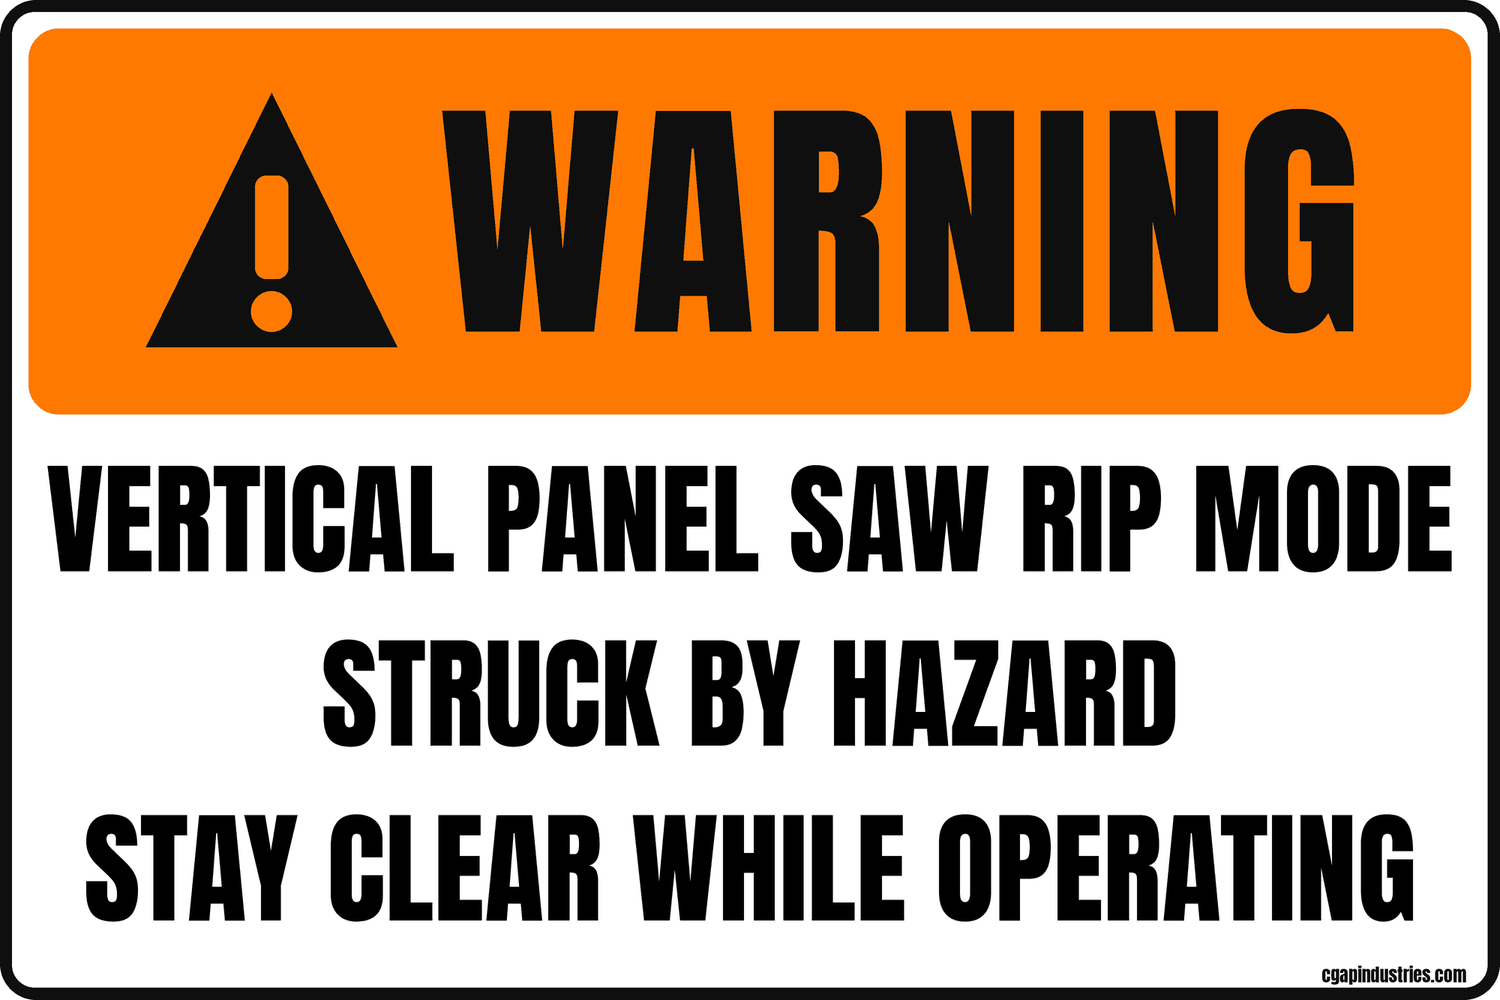 WARNING
VERTICAL PANEL SAW RIP MODE
STRUCK BY HAZARD
STAY CLEAR WHILE OPERATING
cgapindustries.com